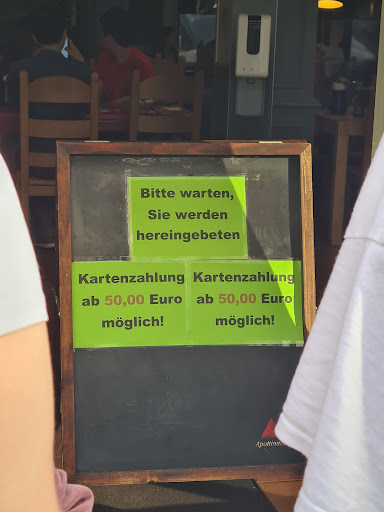 Bitte warten,
Sie werden
hereingebeten
Kartenzahlung
ab 50,00 Euro
möglich!
Kartenzahlung
ab 50,00 Euro
möglich!